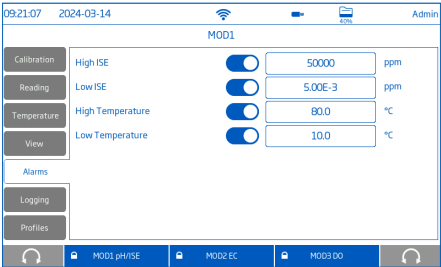 09:21:07 2024-03-14 40% Admin
MOD1
Calibration
Reading
Temperature
View
Alarms
Logging
Profiles
High ISE 50000 ppm
Low ISE 5.00E-3 ppm
High Temperature 80.0 °C
Low Temperature 10.0 °C
MOD1 pH/ISE MOD2 EC MOD3 DO